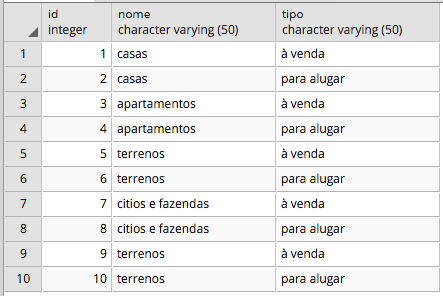 id nome tipo
integer character varying (50) character varying (50)
1 1 casas à venda
2 2 casas para alugar
3 3 apartamentos à venda
4 4 apartamentos para alugar
5 5 terrenos à venda
6 6 terrenos para alugar
7 7 citios e fazendas à venda
8 8 citios e fazendas para alugar
9 9 terrenos à venda
10 10 terrenos para alugar